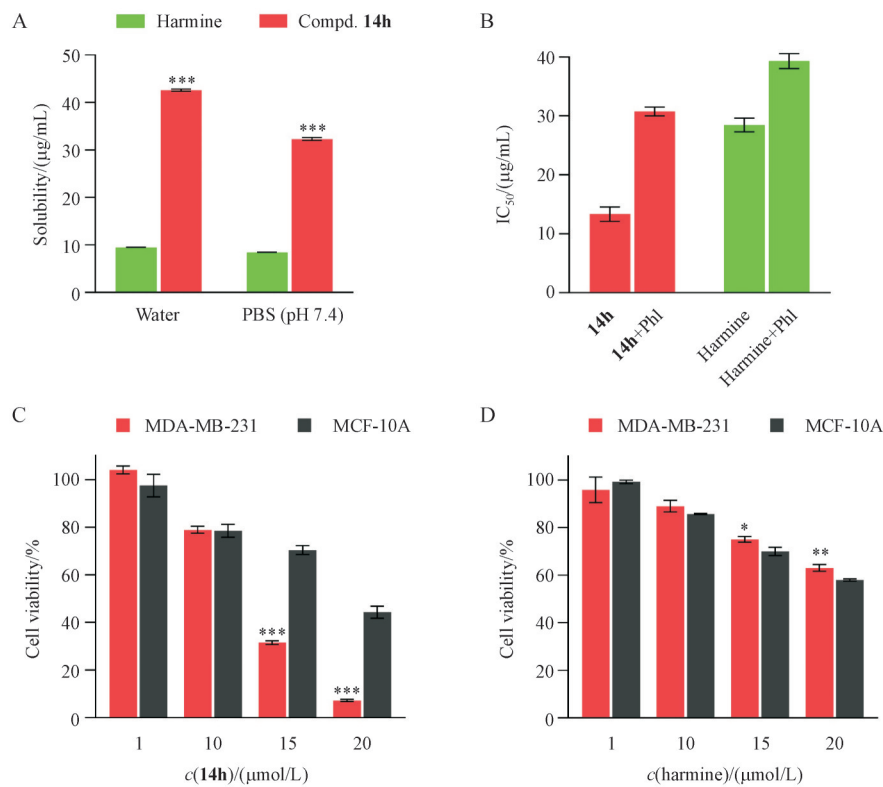 A
Harmine Compd. 14h
Solubility/(μg/mL)
50
40
30
20
10
0
***
***
Water PBS (pH 7.4)
B
IC50/(μg/mL)
40
30
20
10
0
14h 14h+Phl Harmine Harmine+Phl
C
MDA-MB-231 MCF-10A
Cell viability/%
100
80
60
40
20
0
***
***
1 10 15 20
c(14h)/(μmol/L)
D
MDA-MB-231 MCF-10A
Cell viability/%
100
80
60
40
20
0
*
**
1 10 15 20
c(harmine)/(μmol/L)